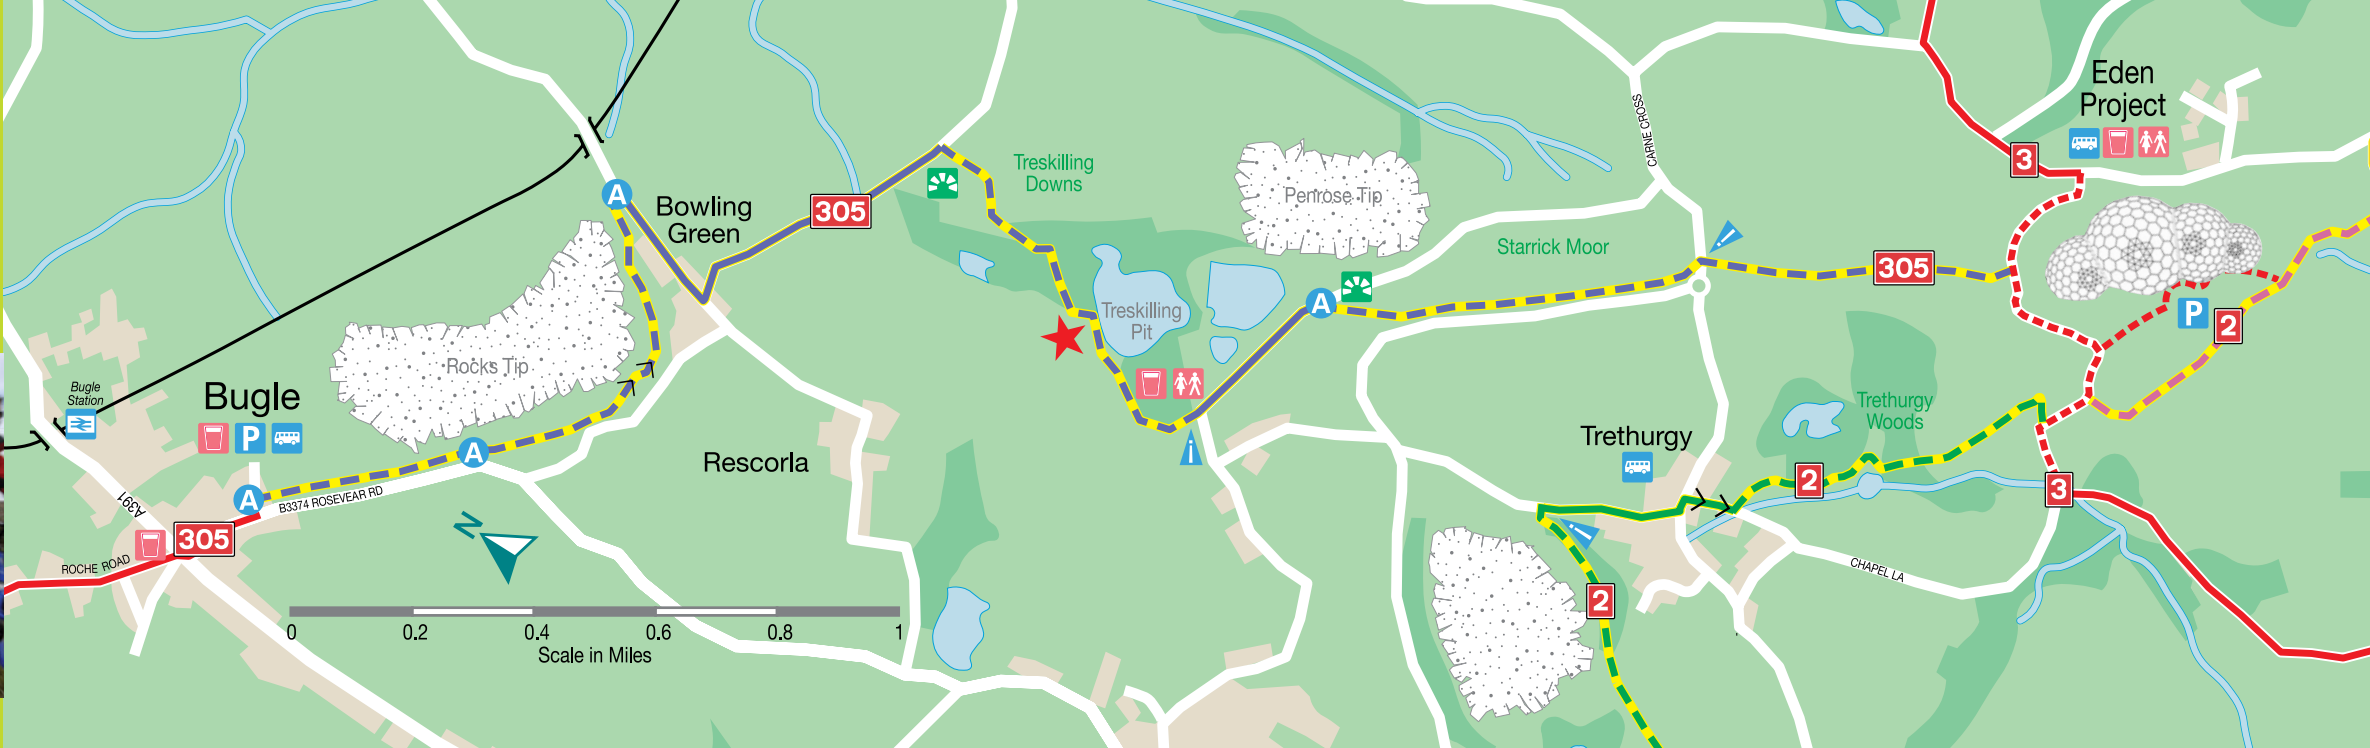 Eden
Project
3
CARNE CROSS
Treskilling
Downs
Penrose Tip
A
Bowling
Green
305
Starrick Moor
305
A
Treskilling
Pit
P
2
Rocks Tip
Bugle
Station
Bugle
P
A
A
B3374 ROSEVEAR RD
A391
305
ROCHE ROAD
N
Rescorla
Trethurgy
Trethurgy
Woods
2
3
CHAPEL LA
2
0 0.2 0.4 0.6 0.8 1
Scale in Miles